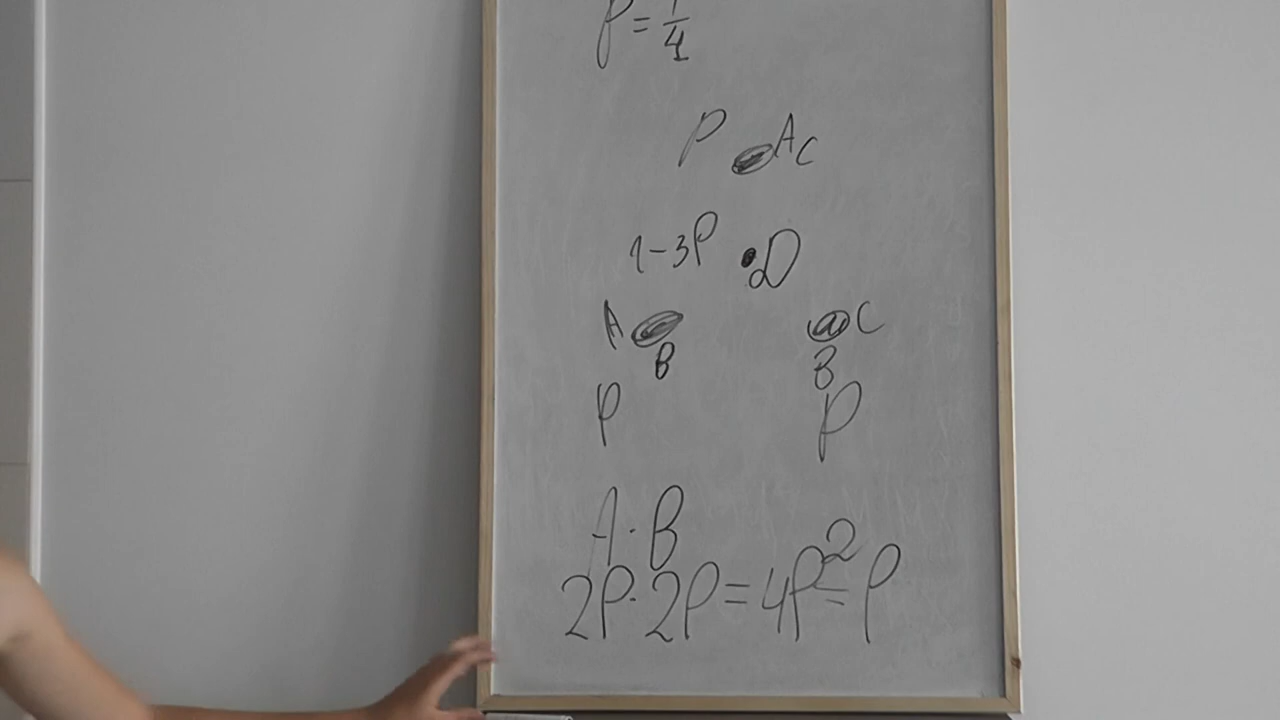 P = 1/4
P A C
1-3P D
A C
B B
P P
A · B
2P · 2P = 4P² = P